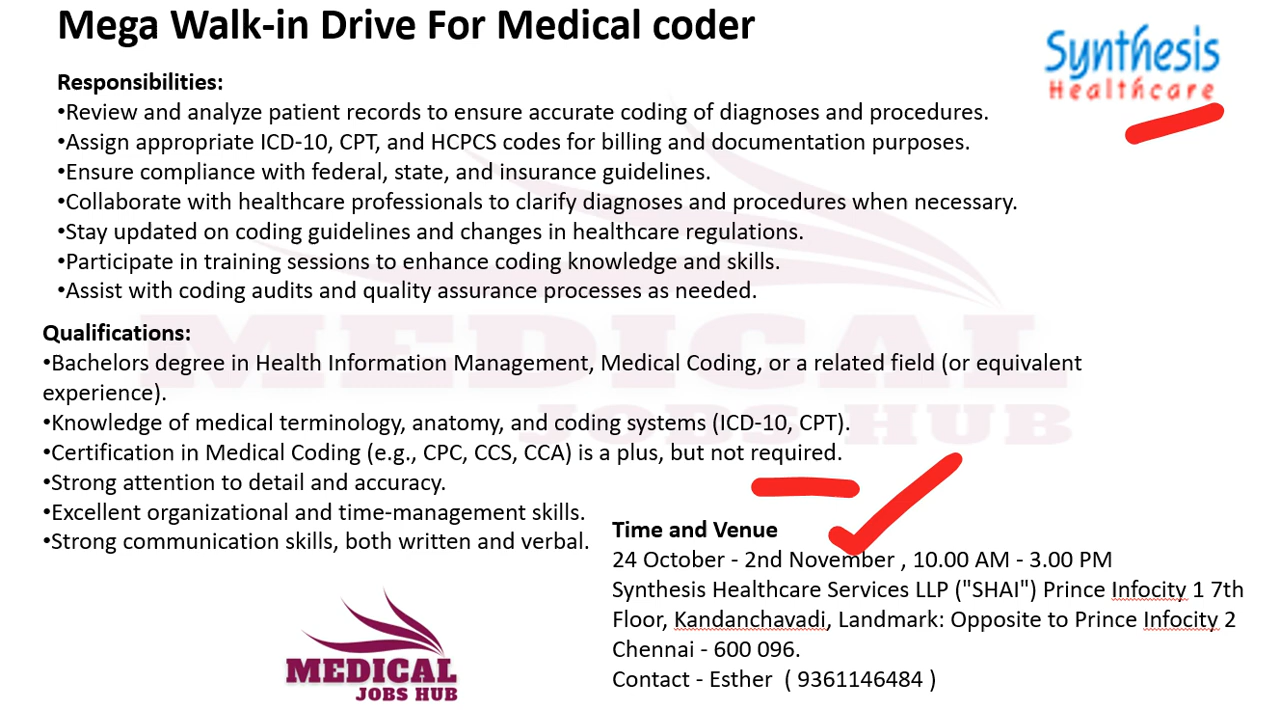 Mega Walk-in Drive For Medical coder
Synthesis
Healthcare
Responsibilities:
•Review and analyze patient records to ensure accurate coding of diagnoses and procedures.
•Assign appropriate ICD-10, CPT, and HCPCS codes for billing and documentation purposes.
•Ensure compliance with federal, state, and insurance guidelines.
•Collaborate with healthcare professionals to clarify diagnoses and procedures when necessary.
•Stay updated on coding guidelines and changes in healthcare regulations.
•Participate in training sessions to enhance coding knowledge and skills.
•Assist with coding audits and quality assurance processes as needed.
Qualifications:
•Bachelors degree in Health Information Management, Medical Coding, or a related field (or equivalent
experience).
•Knowledge of medical terminology, anatomy, and coding systems (ICD-10, CPT).
•Certification in Medical Coding (e.g., CPC, CCS, CCA) is a plus, but not required.
•Strong attention to detail and accuracy.
•Excellent organizational and time-management skills.
•Strong communication skills, both written and verbal.
Time and Venue
24 October - 2nd November , 10.00 AM - 3.00 PM
Synthesis Healthcare Services LLP ("SHAI") Prince Infocity 1 7th
Floor, Kandanchavadi, Landmark: Opposite to Prince Infocity 2
Chennai - 600 096.
Contact - Esther ( 9361146484 )
MEDICAL
JOBS HUB
MEDICAL
JOBS HUB